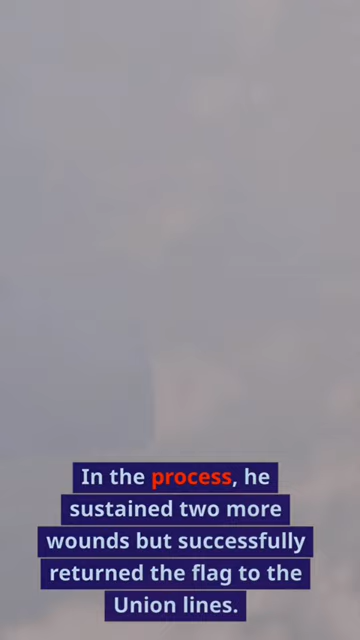 In the process, he
sustained two more
wounds but successfully
returned the flag to the
Union lines.